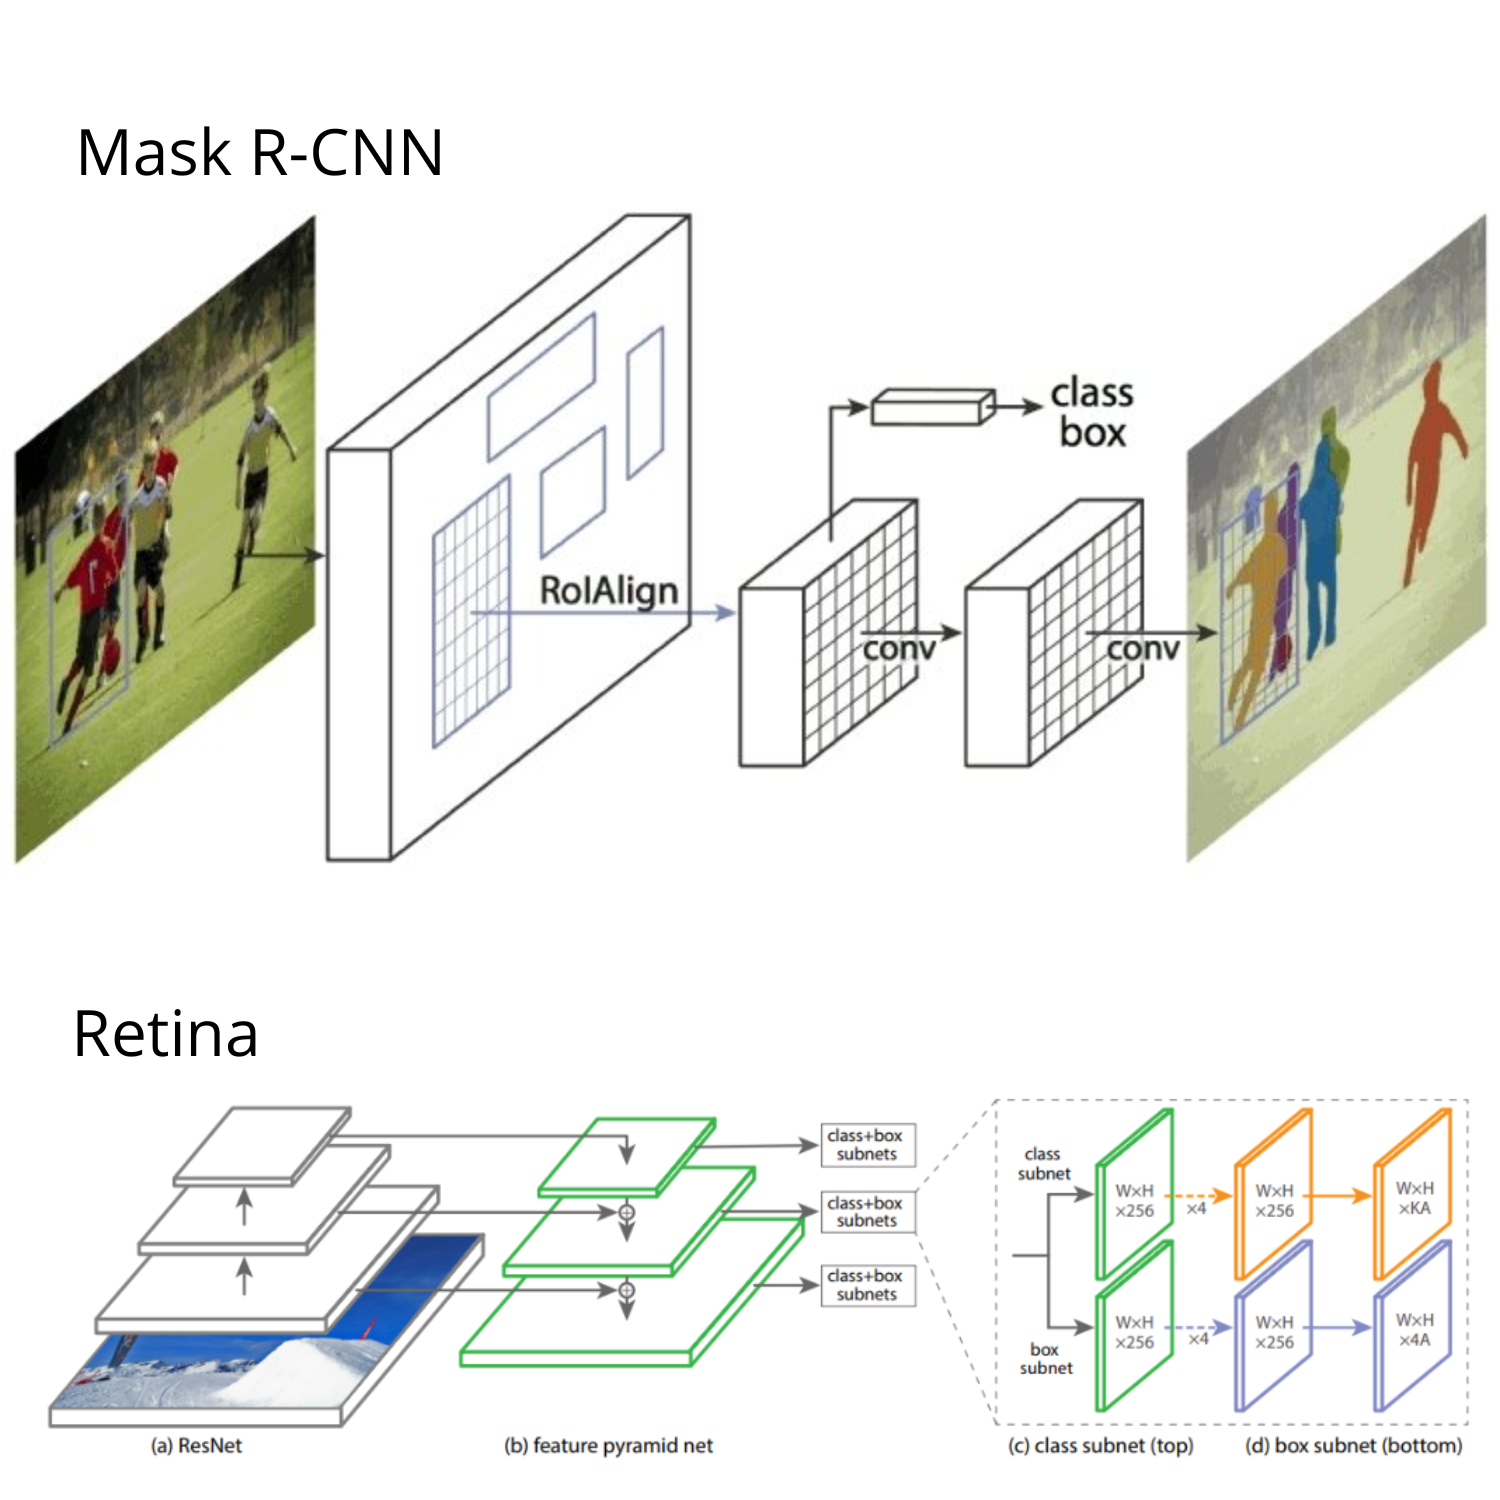 Mask R-CNN
class
box
RoIAlign
conv
conv
Retina
class+box
subnets
class+box
subnets
class+box
subnets
class
subnet
W×H
×256
×4
W×H
×256
W×H
×KA
box
subnet
W×H
×256
×4
W×H
×256
W×H
×4A
(a) ResNet
(b) feature pyramid net
(c) class subnet (top)
(d) box subnet (bottom)